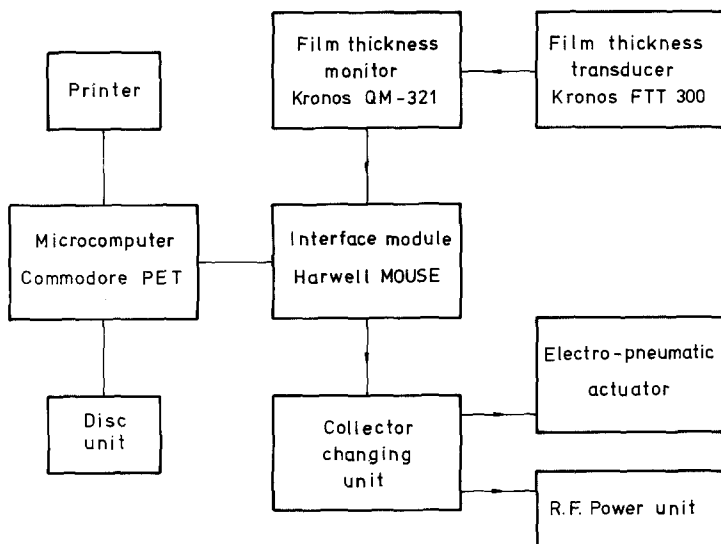 Printer
Film thickness
monitor
Kronos QM-321
Film thickness
transducer
Kronos FTT 300
Microcomputer
Commodore PET
Interface module
Harwell MOUSE
Disc
unit
Collector
changing
unit
Electro-pneumatic
actuator
R.F. Power unit